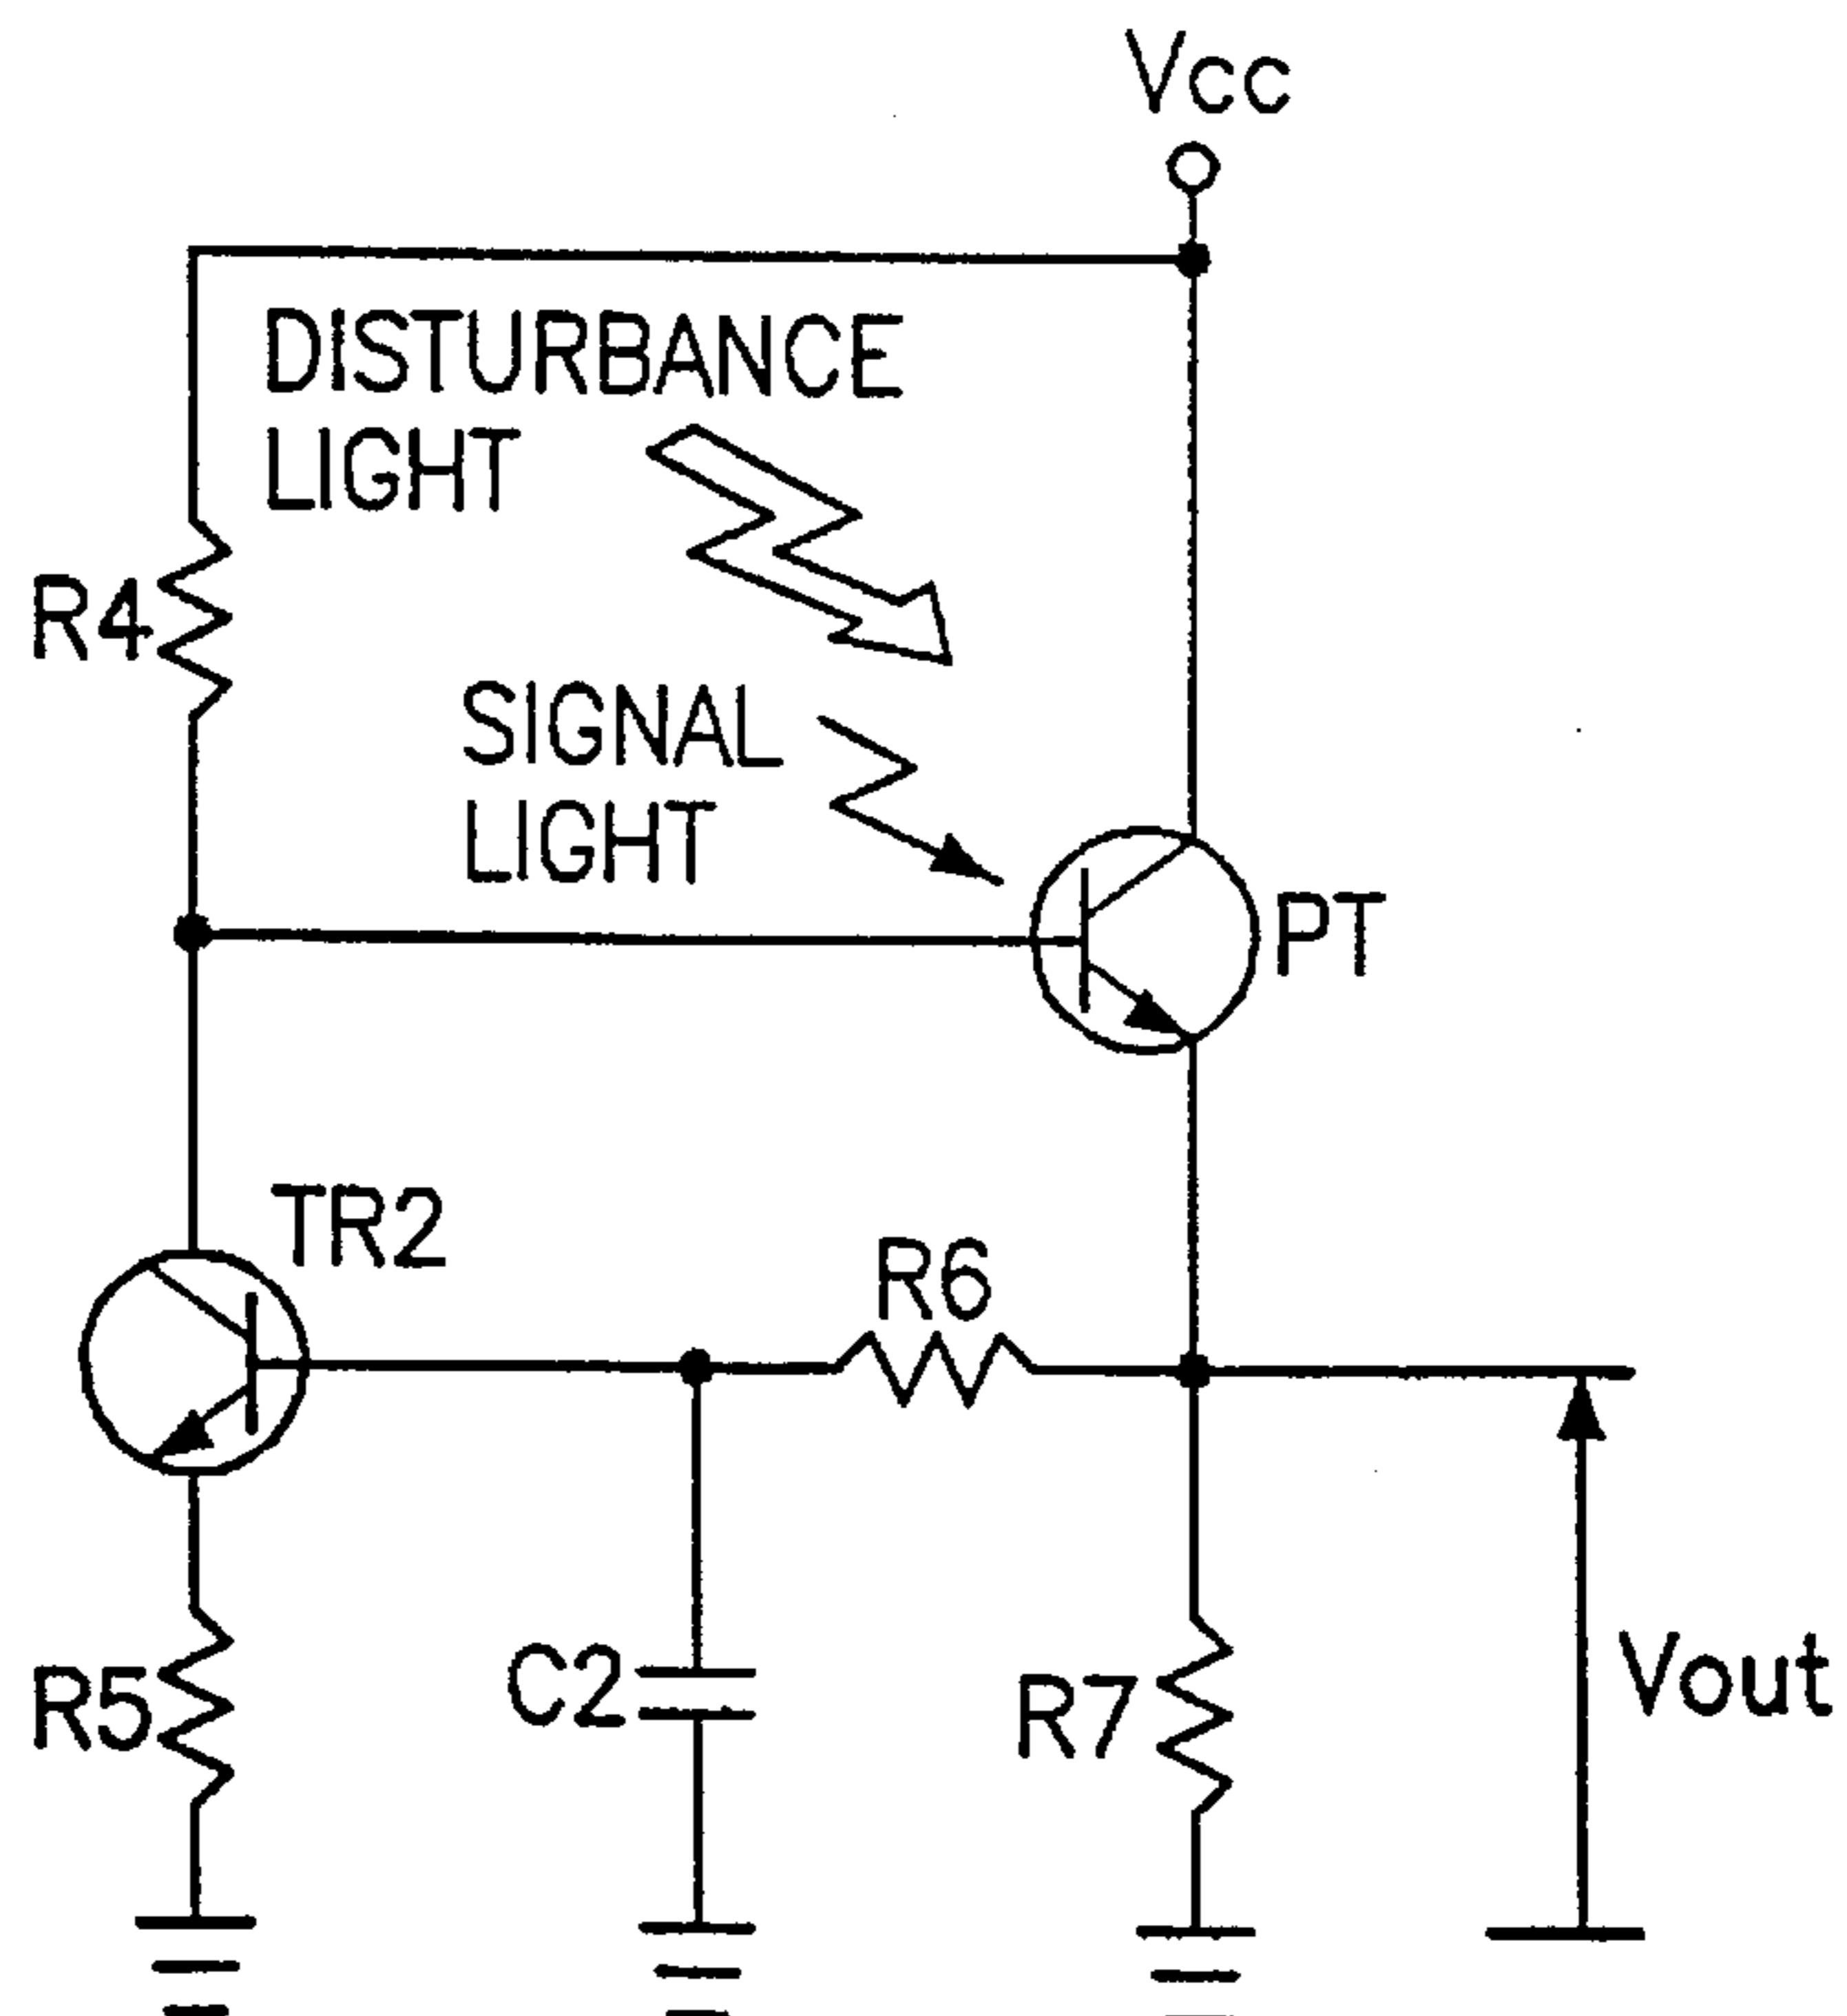 Vcc
DISTURBANCE
LIGHT
R4
SIGNAL
LIGHT
PT
TR2
R6
R5
C2
R7
Vout